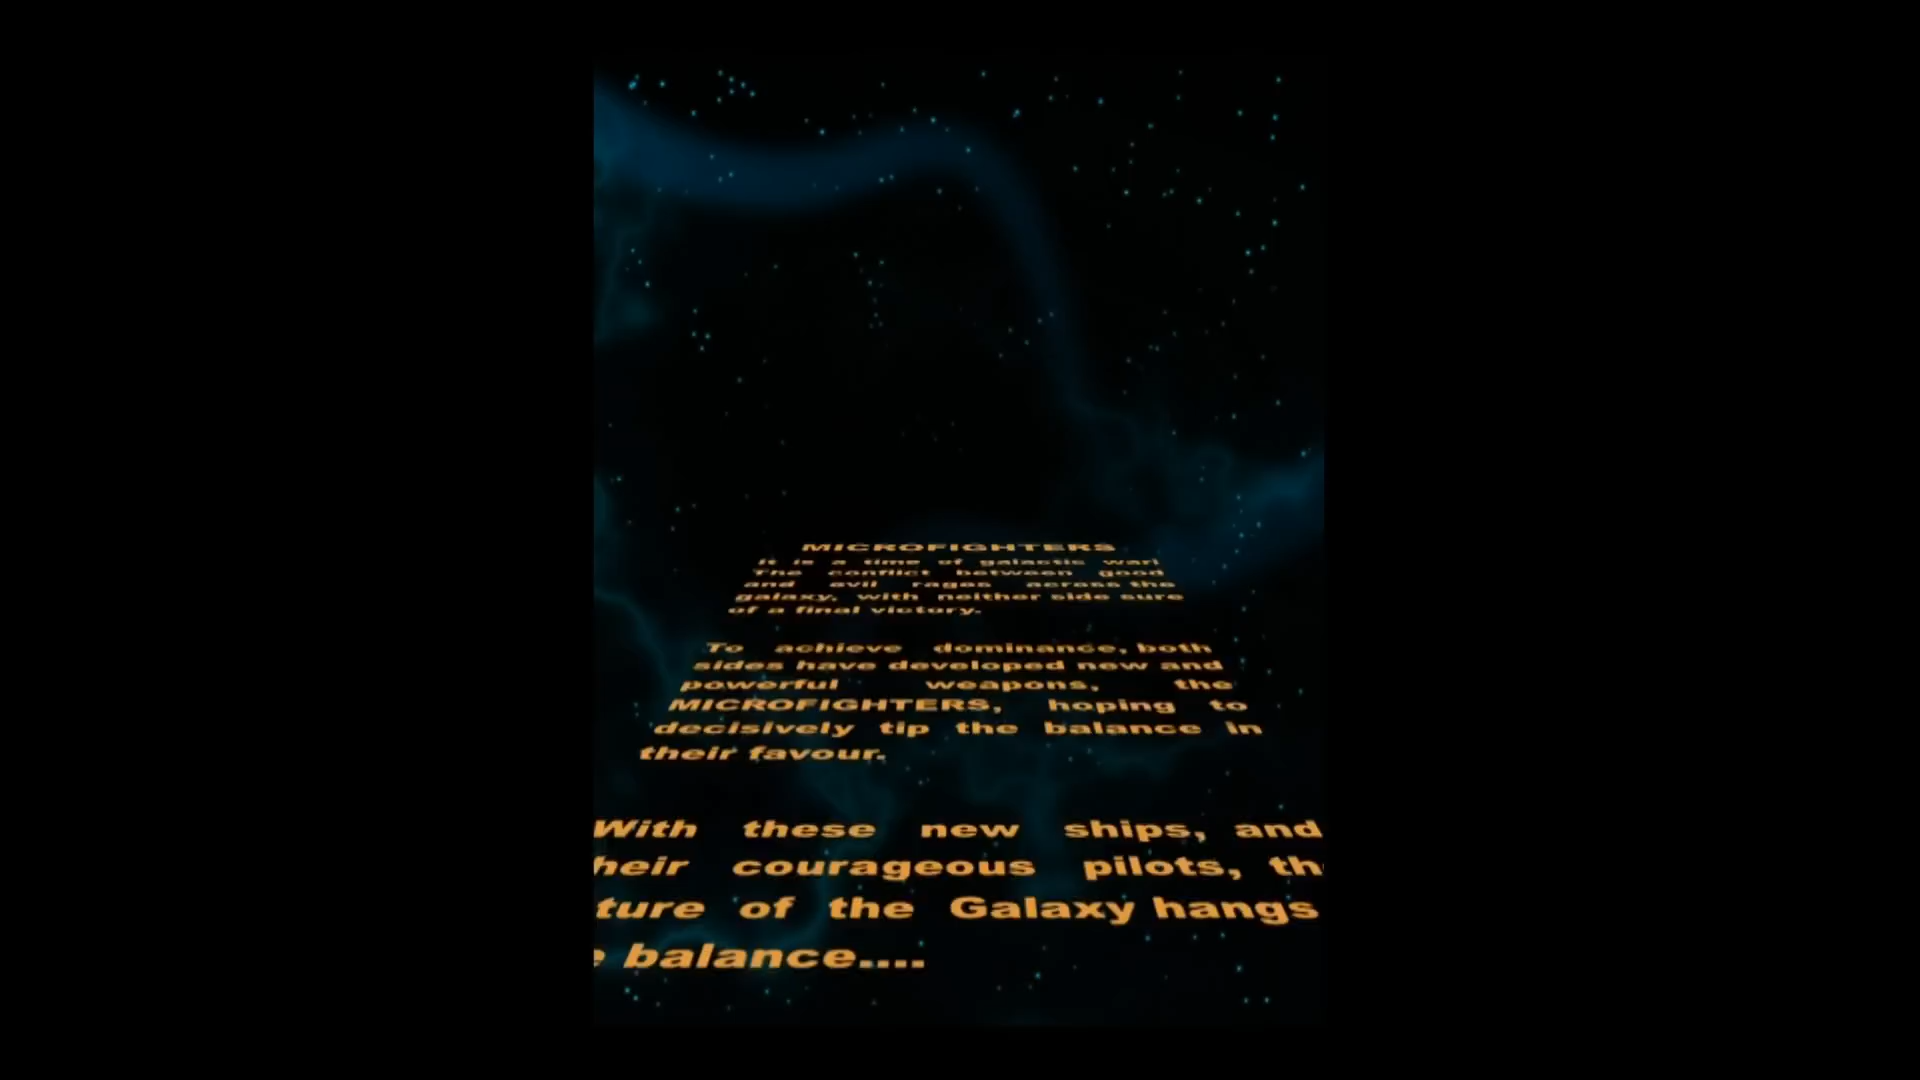 MICROFIGHTERS
It is a time of galactic war!
The conflict between good
and evil rages across the
galaxy, with neither side sure
of a final victory.
To achieve dominance, both
sides have developed new and
powerful weapons, the
MICROFIGHTERS, hoping to
decisively tip the balance in
their favour.
With these new ships, and
heir courageous pilots, th
ture of the Galaxy hangs
e balance....